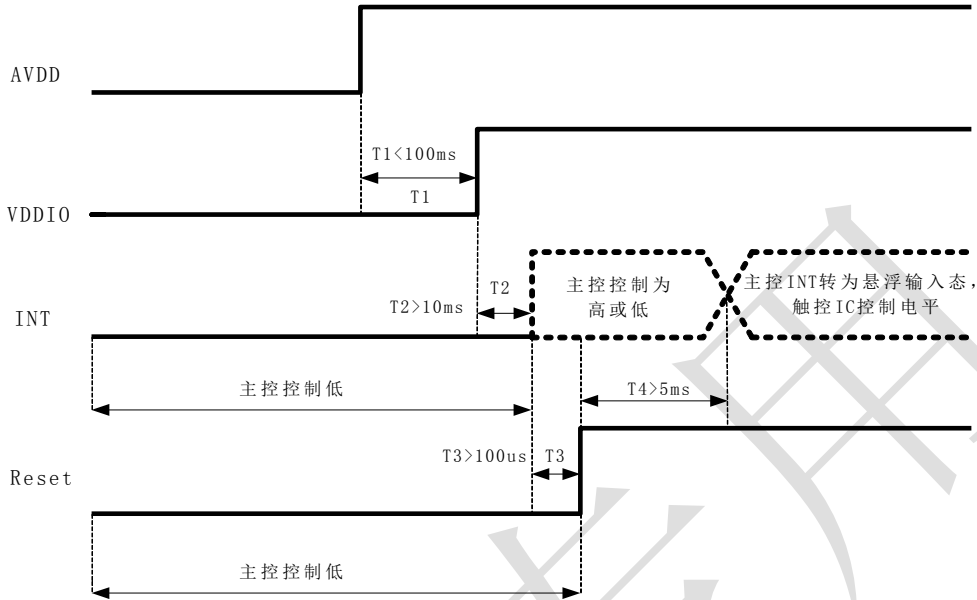 AVDD
T1<100ms
T1
VDDIO
T2
T2>10ms
主控控制为
高或低
主控INT转为悬浮输入态，
触控IC控制电平
INT
主控控制低
T4>5ms
T3>100us
T3
Reset
主控控制低